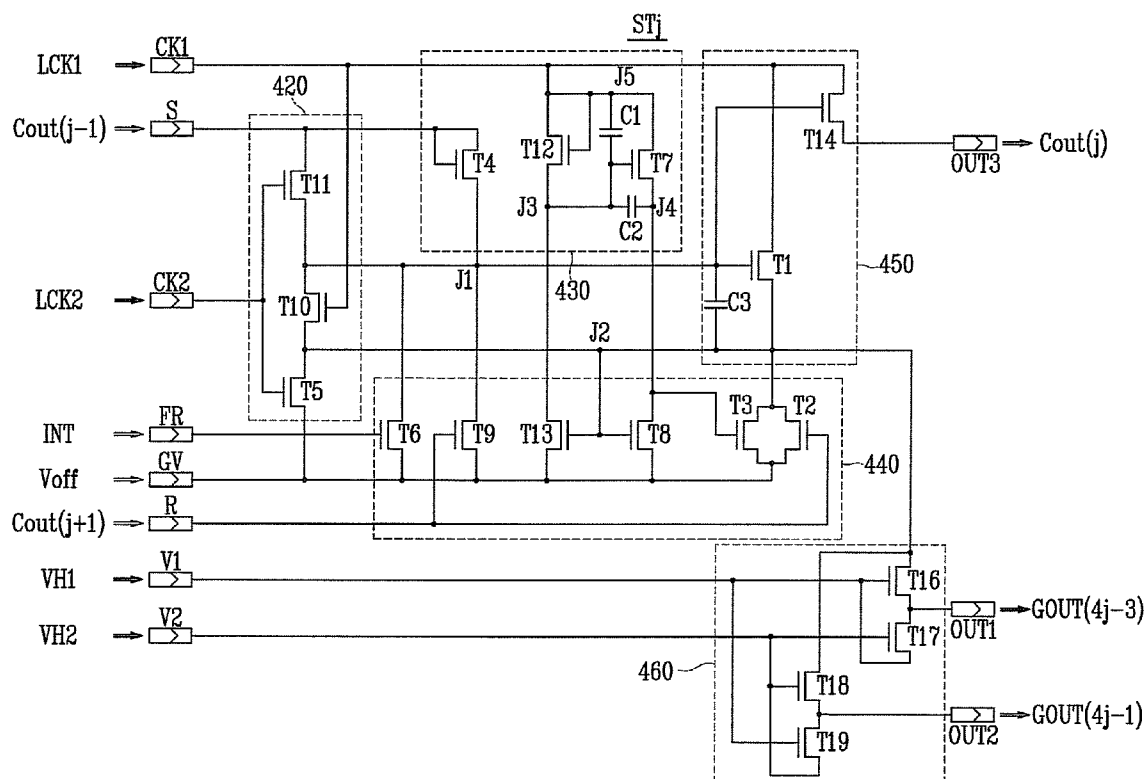 STj
LCK1 CK1
J5
420
Cout(j-1) S
C1
T12 T4 T7
T14
OUT3 Cout(j)
T11
J3 J4
C2
T1
450
J1
430
LCK2 CK2
T10
C3
J2
T5
T3 T2
INT FR
T6 T9 T13 T8
440
Voff GV
Cout(j+1) R
VH1 V1
T16
OUT1 GOUT(4j-3)
VH2 V2
T17
460
T18
OUT2 GOUT(4j-1)
T19